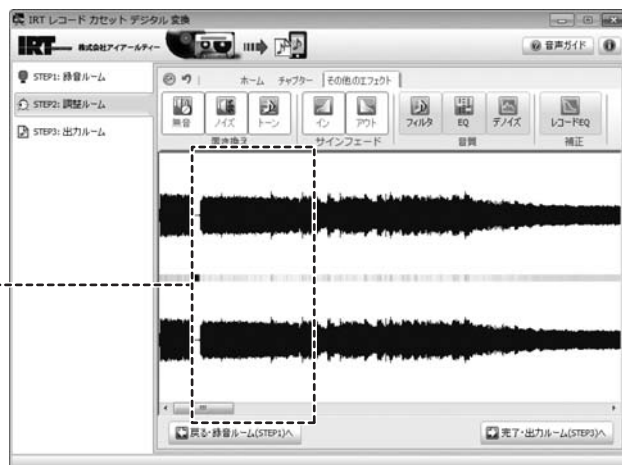 IRT レコード カセット デジタル 変換
IRT 株式会社アイアールティー
音声ガイド
STEP1: 録音ルーム
STEP2: 調整ルーム
STEP3: 出力ルーム
ホーム チャプター その他のエフェクト
無音 ノイズ トーン イン アウト フィルタ EQ デノイズ レコードEQ
置き換え サインフェード 音質 補正
戻る・録音ルーム(STEP1)へ
完了・出力ルーム(STEP3)へ